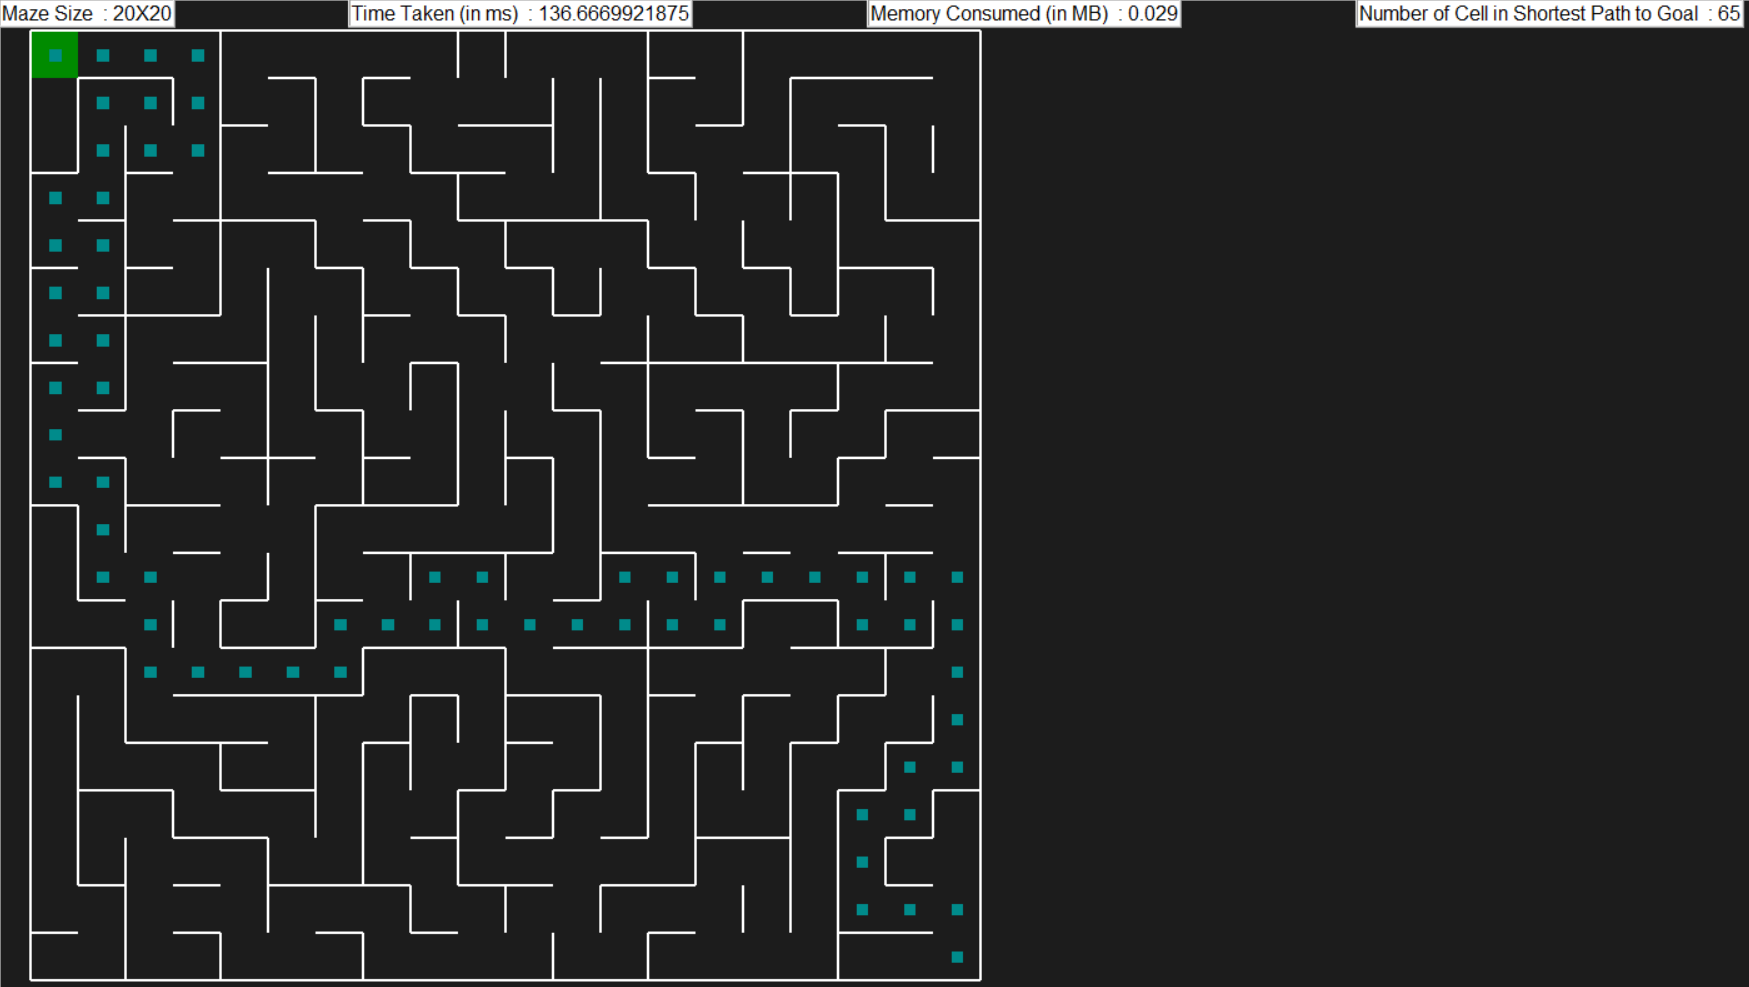 Maze Size : 20X20
Time Taken (in ms) : 136.6669921875
Memory Consumed (in MB) : 0.029
Number of Cell in Shortest Path to Goal : 65